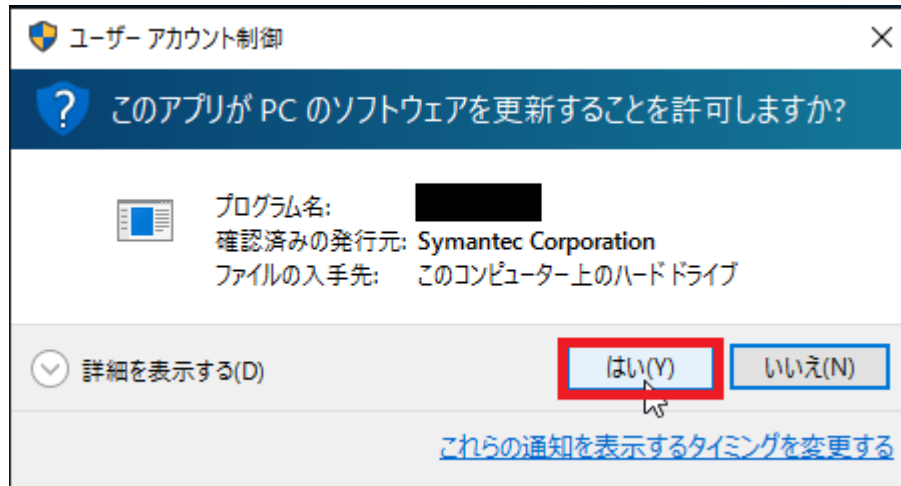 ユーザー アカウント制御
このアプリが PC のソフトウェアを更新することを許可しますか?
プログラム名:
確認済みの発行元: Symantec Corporation
ファイルの入手先: このコンピューター上のハード ドライブ
詳細を表示する(D)
はい(Y)
いいえ(N)
これらの通知を表示するタイミングを変更する